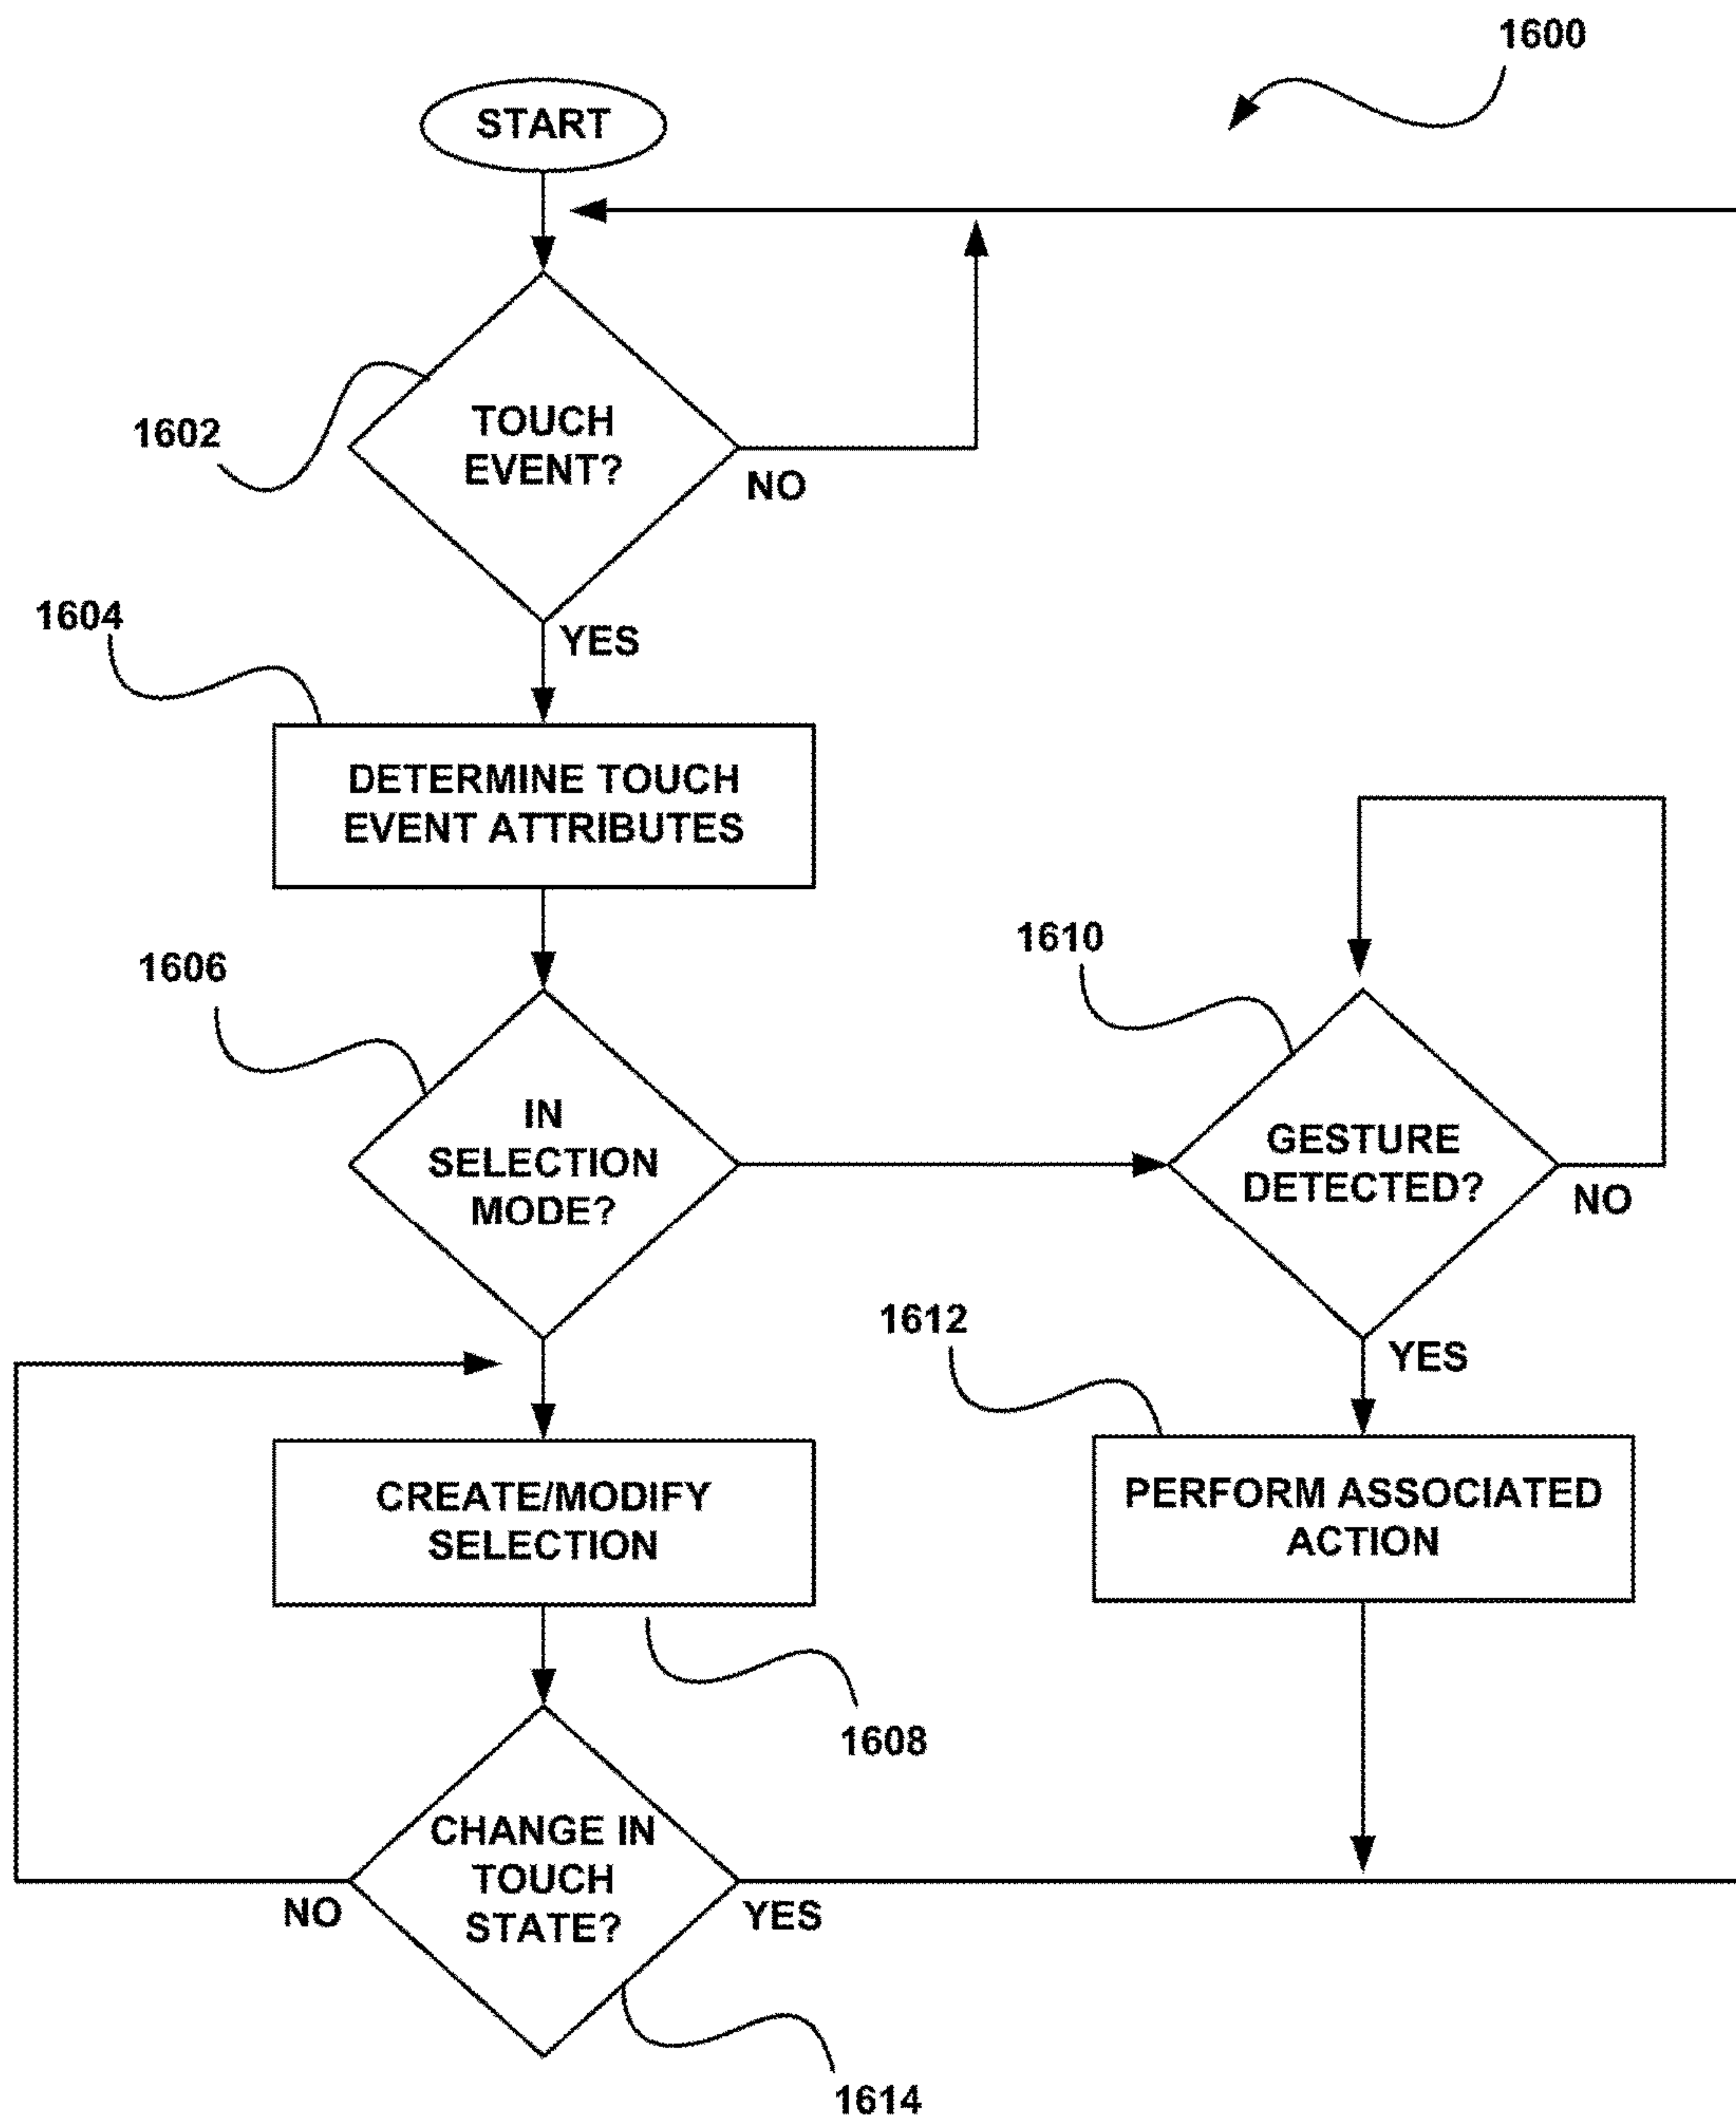 1600
START
1602
TOUCH
EVENT?
NO
YES
1604
DETERMINE TOUCH
EVENT ATTRIBUTES
1606
IN
SELECTION
MODE?
1610
GESTURE
DETECTED?
NO
YES
1612
PERFORM ASSOCIATED
ACTION
CREATE/MODIFY
SELECTION
1608
CHANGE IN
TOUCH
STATE?
NO
YES
1614